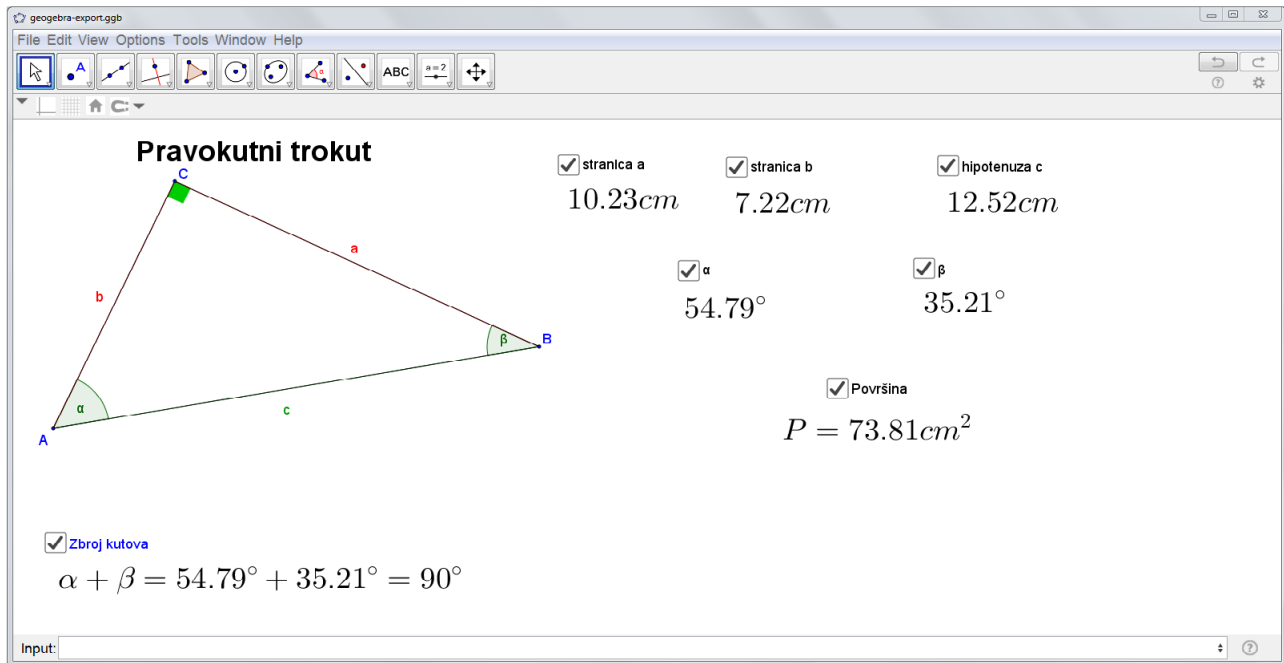 geogebra-export.ggb
File Edit View Options Tools Window Help
A α ABC a=2
Pravokutni trokut
stranica a
10.23cm
stranica b
7.22cm
hipotenuza c
12.52cm
C
a
b
α
54.79°
β
35.21°
β
B
α
c
A
Površina
P = 73.81cm²
Zbroj kutova
α + β = 54.79° + 35.21° = 90°
Input: